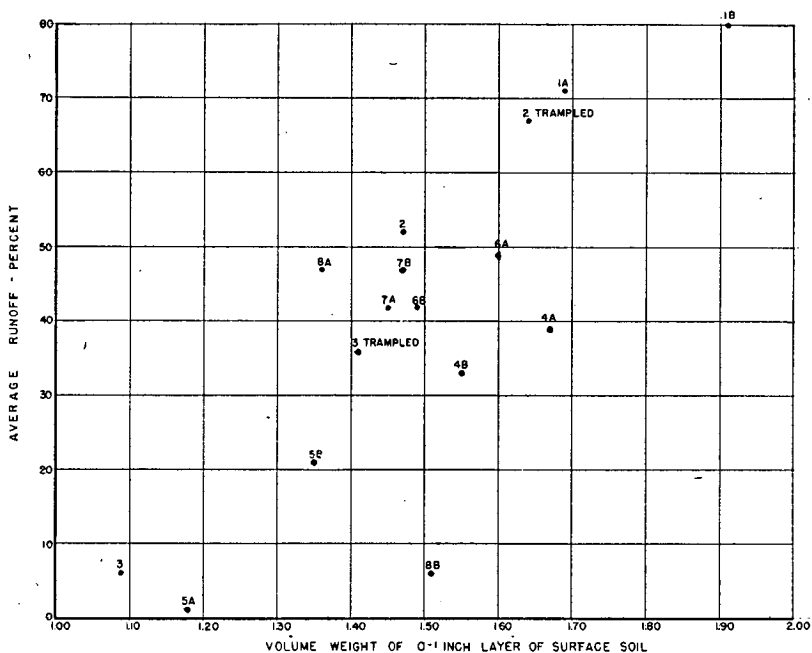 80
.1B
1A
70
2 TRAMPLED
60
2
50
6A
8A
7B
7A
6B
40
4A
3 TRAMPLED
4B
30
5B
20
10
3
8B
5A
0
1.00
1.10
1.20
1.30
1.40
1.50
1.60
1.70
1.80
1.90
2.00
AVERAGE RUNOFF - PERCENT
VOLUME WEIGHT OF 0-1 INCH LAYER OF SURFACE SOIL